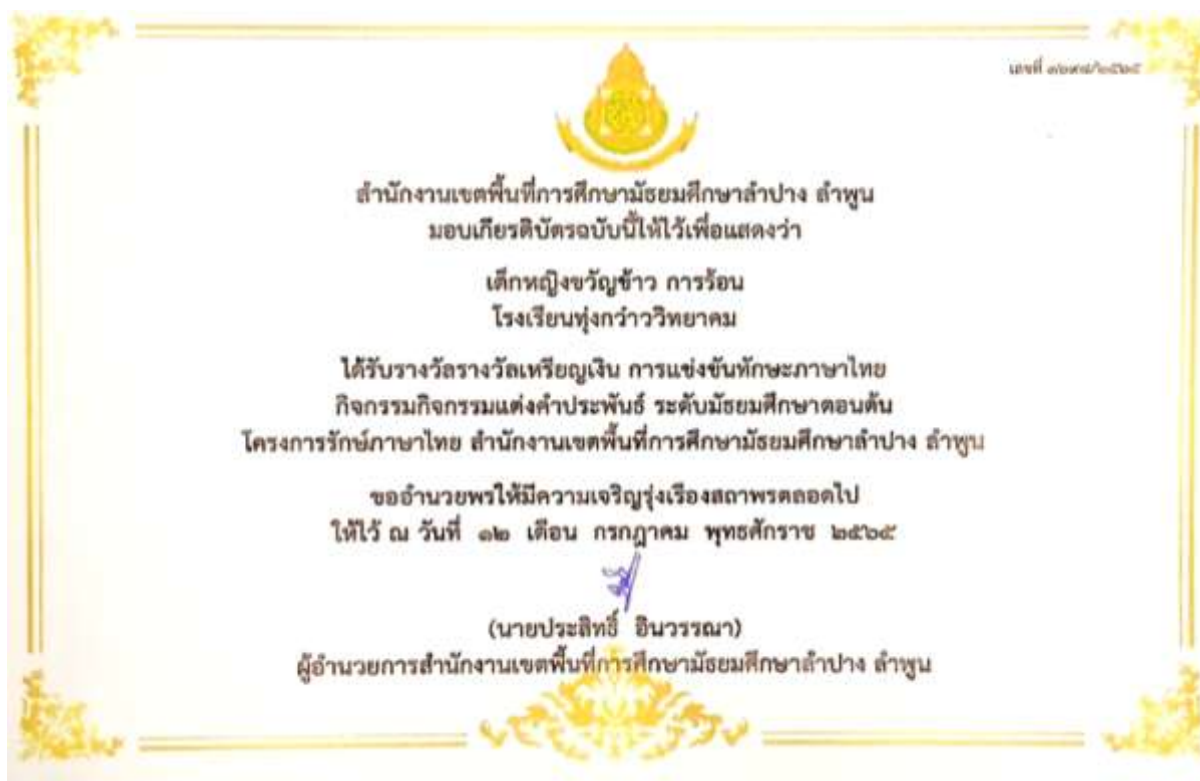 เลขที่
สำนักงานเขตพื้นที่การศึกษามัธยมศึกษาลำปาง ลำพูน
มอบเกียรติบัตรฉบับนี้ให้ไว้เพื่อแสดงว่า
เด็กหญิงขวัญข้าว การร้อน
โรงเรียนทุ่งกว๋าววิทยาคม
ได้รับรางวัลรางวัลเหรียญเงิน การแข่งขันทักษะภาษาไทย
กิจกรรมกิจกรรมแต่งคำประพันธ์ ระดับมัธยมศึกษาตอนต้น
โครงการรักษ์ภาษาไทย สำนักงานเขตพื้นที่การศึกษามัธยมศึกษาลำปาง ลำพูน
ขออำนวยพรให้มีความเจริญรุ่งเรืองสถาพรตลอดไป
ให้ไว้ ณ วันที่ ๑๒ เดือน กรกฎาคม พุทธศักราช ๒๕๖๕
(นายประสิทธิ์ อินวรรณา)
ผู้อำนวยการสำนักงานเขตพื้นที่การศึกษามัธยมศึกษาลำปาง ลำพูน